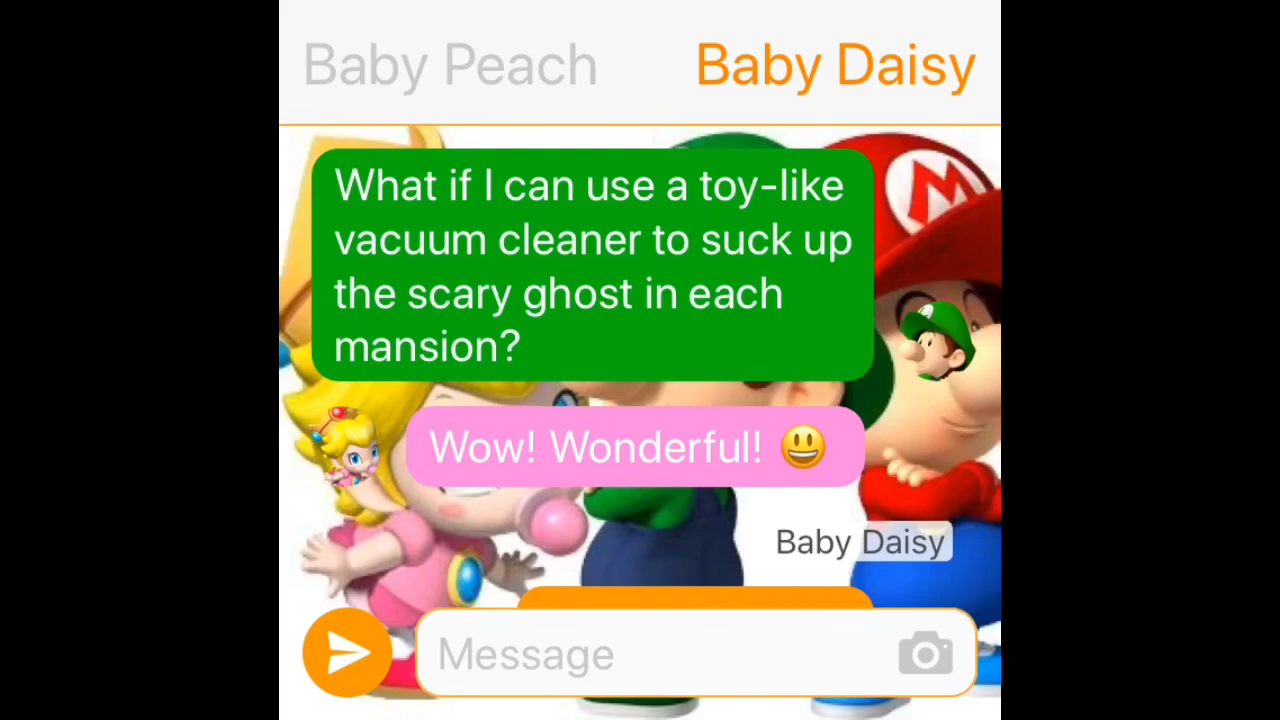 Baby Peach Baby Daisy
What if I can use a toy-like
vacuum cleaner to suck up
the scary ghost in each
mansion?
Wow! Wonderful! 😃
Baby Daisy
Message